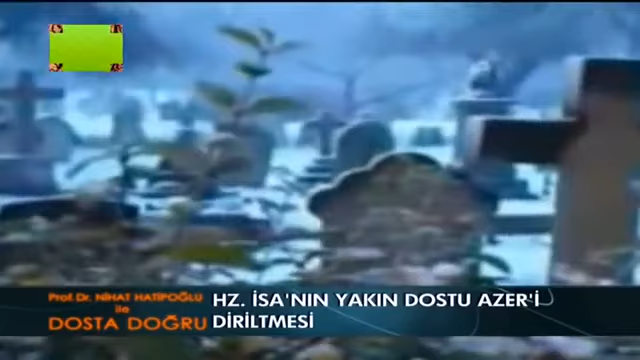 Prof. Dr. NİHAT HATİPOĞLU
ile
DOSTA DOĞRU
HZ. İSA'NIN YAKIN DOSTU AZER'İ
DİRİLTMESİ